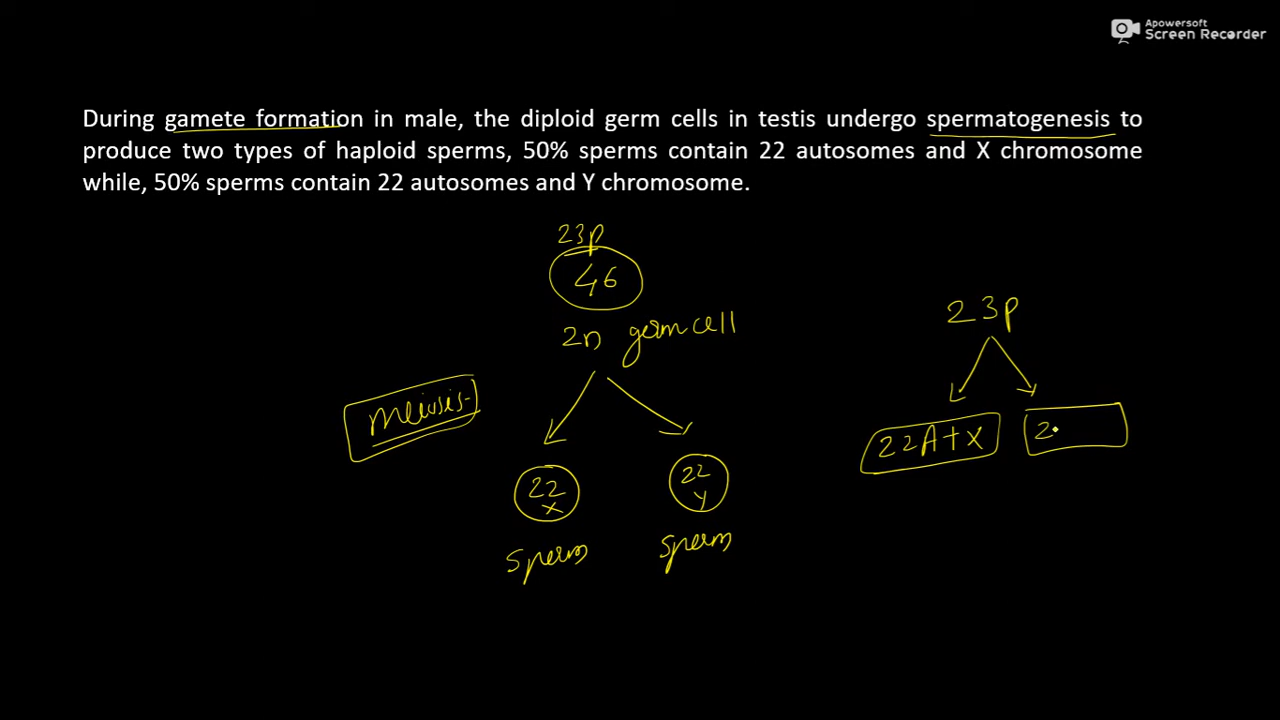 Apowersoft
Screen Recorder
During gamete formation in male, the diploid germ cells in testis undergo spermatogenesis to
produce two types of haploid sperms, 50% sperms contain 22 autosomes and X chromosome
while, 50% sperms contain 22 autosomes and Y chromosome.
23p
46
2n germ cell
meiosis
22
X
22
Y
sperm
sperm
23p
22A+X
2